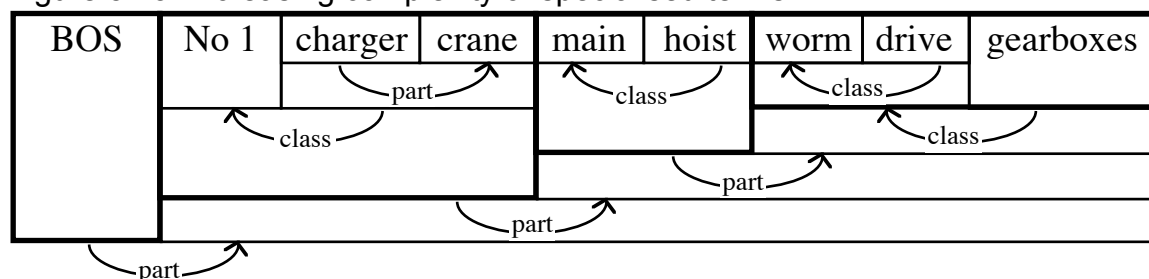 BOS No 1 charger crane main hoist worm drive gearboxes
part class class
class class
part
part
part